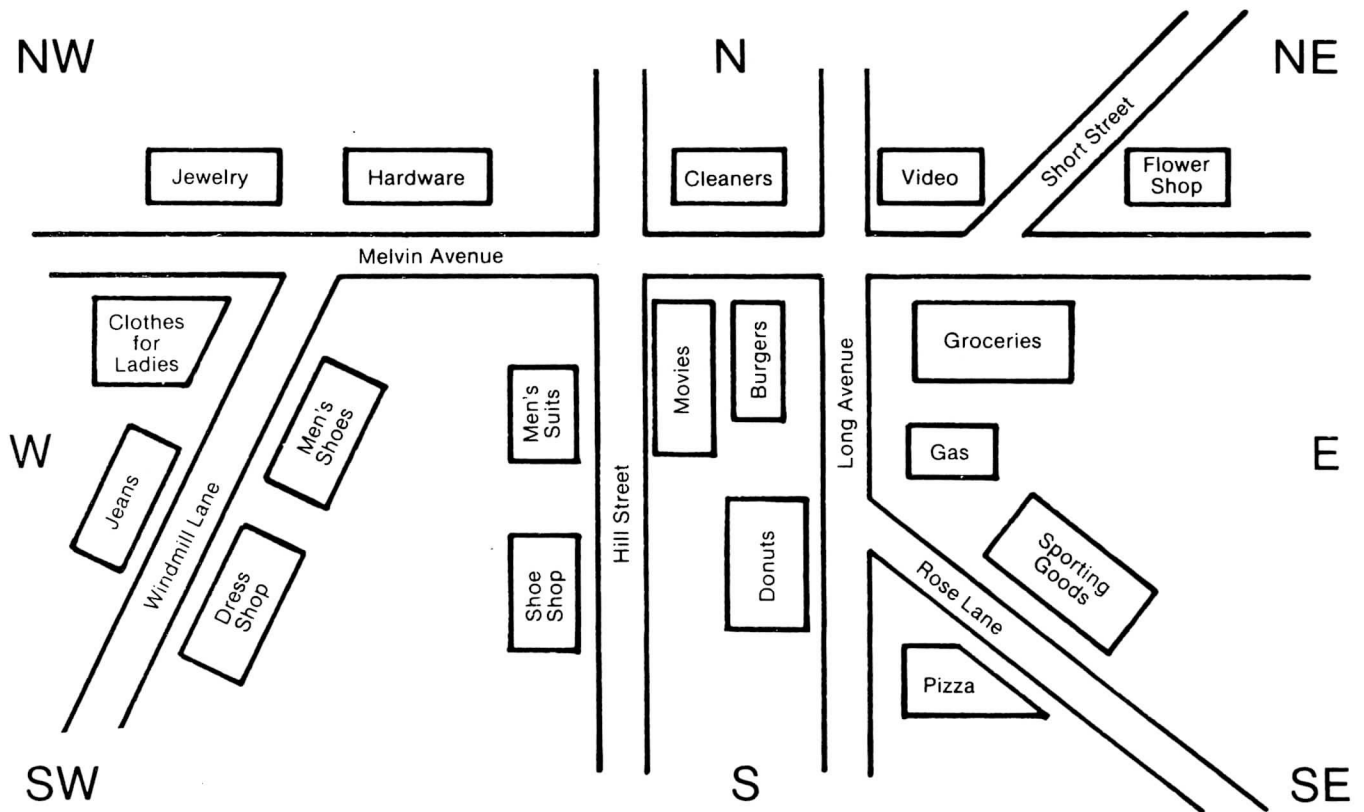 NW
N
NE
Short Street
Jewelry
Hardware
Cleaners
Video
Flower
Shop
Melvin Avenue
Clothes
for
Ladies
Men's
Shoes
Men's
Suits
Movies
Burgers
Long Avenue
Groceries
W
Jeans
Windmill Lane
Dress
Shop
Shoe
Shop
Hill Street
Donuts
Gas
E
Sporting
Goods
Rose Lane
Pizza
SW
S
SE